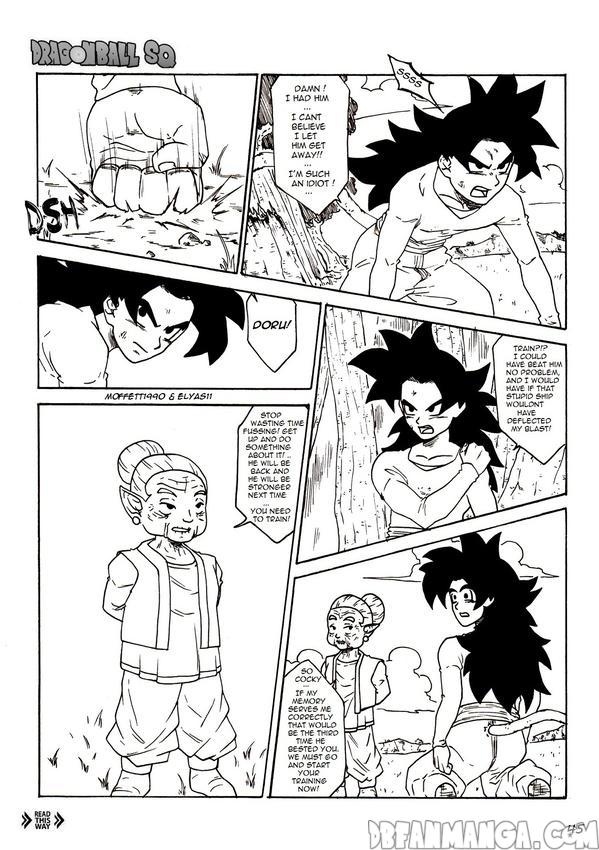 DRAGONBALL SQ
DSH
DAMN !
I HAD HIM
...
I CANT
BELIEVE
I LET
HIM GET
AWAY!!
...
I'M SUCH
AN IDIOT !
SSSS
DORU!
MOFFETT1990 & ELYAS11
TRAIN?!?
I COULD
HAVE BEAT HIM
NO PROBLEM,
AND I WOULD
HAVE IF THAT
STUPID SHIP
WOULDNT
HAVE
DEFLECTED
MY BLAST!
STOP
WASTING TIME
FUSSING! GET
UP AND DO
SOMETHING
ABOUT IT! ..
HE WILL BE
BACK AND
HE WILL BE
STRONGER
NEXT TIME
...
YOU NEED
TO TRAIN!
SO
COCKY
...
IF MY
MEMORY
SERVES ME
CORRECTLY
THAT WOULD
BE THE THIRD
TIME HE
BESTED YOU.
WE MUST
GO AND
START
YOUR
TRAINING
NOW!
READ
THIS
WAY
45
DBFANMANGA.COM